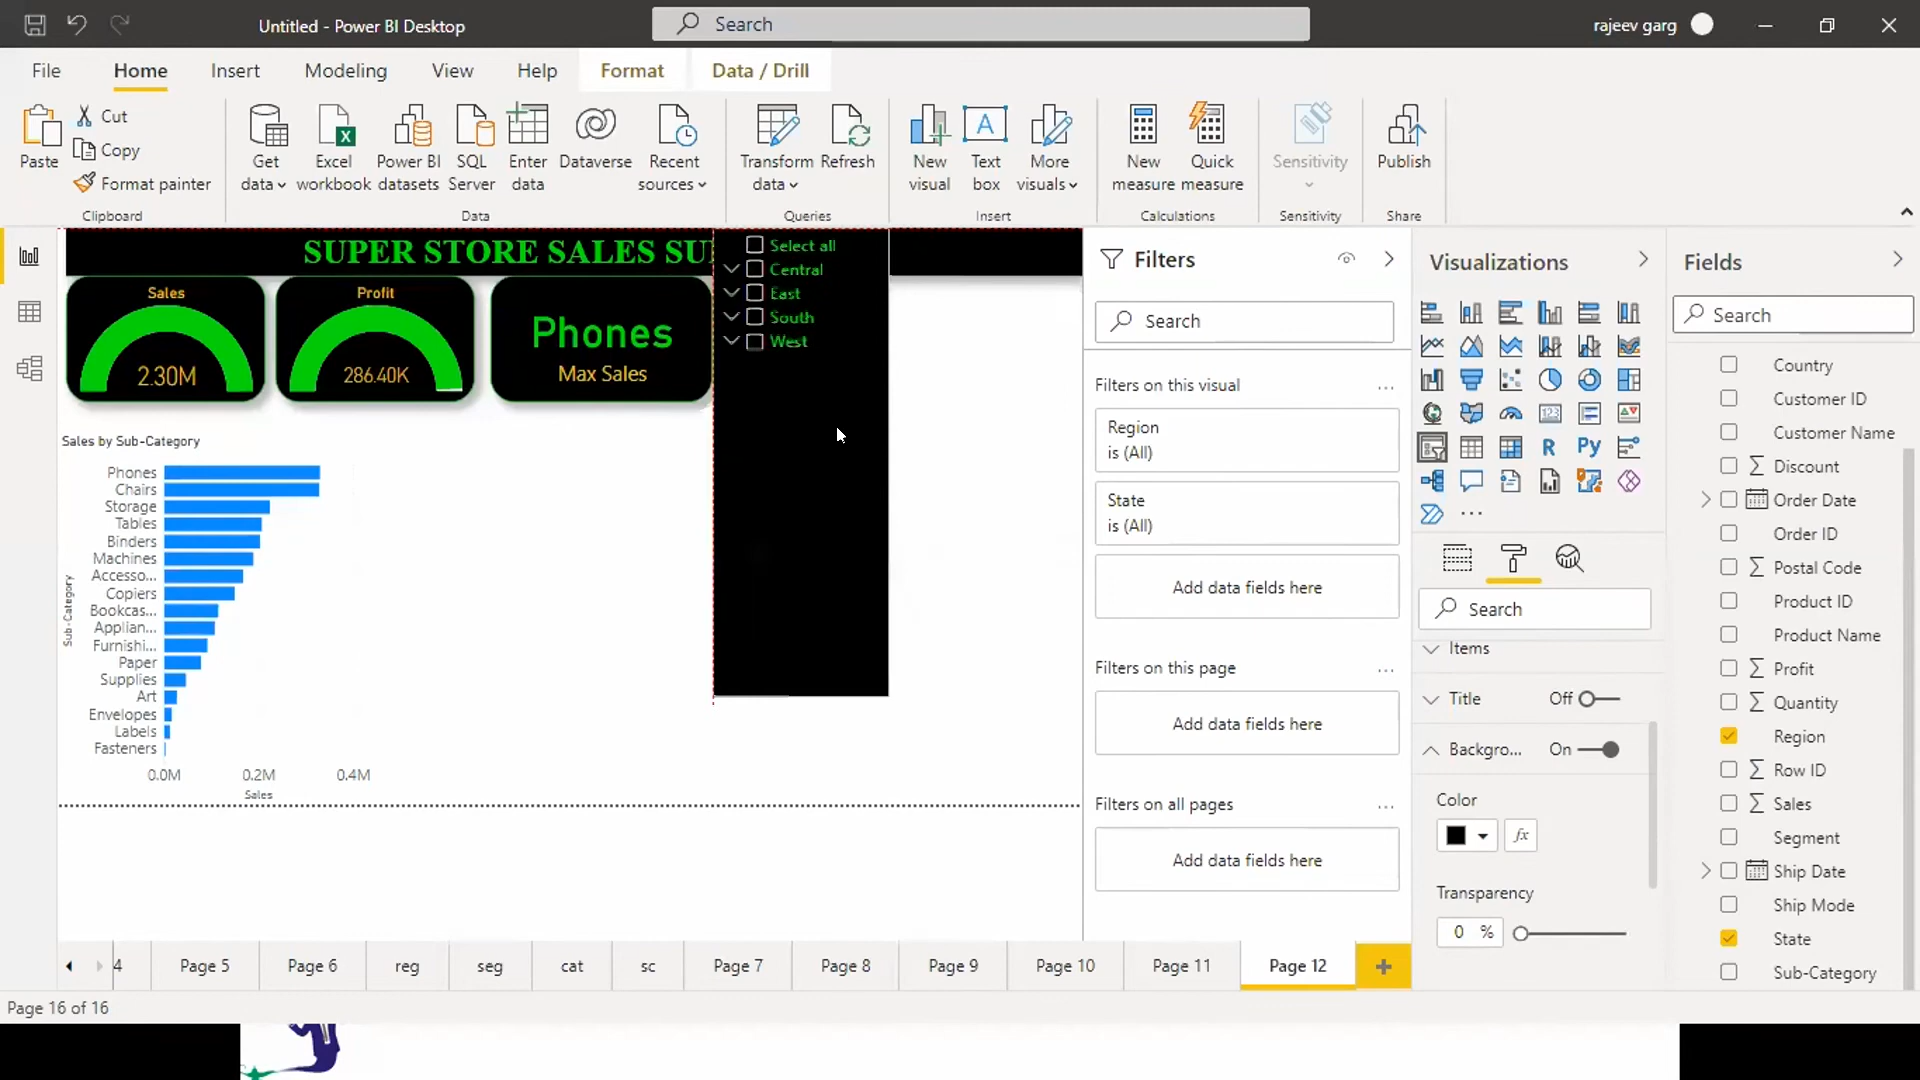 Untitled - Power BI Desktop
Search
rajeev garg
File
Home
Insert
Modeling
View
Help
Format
Data / Drill
Paste
Cut
Copy
Format painter
Clipboard
Get data
Excel workbook
Power BI datasets
SQL Server
Enter data
Dataverse
Recent sources
Data
Transform data
Refresh
Queries
New visual
Text box
More visuals
Insert
New measure
Quick measure
Calculations
Sensitivity
Sensitivity
Publish
Share
SUPER STORE SALES SU
Sales
2.30M
Profit
286.40K
Phones
Max Sales
Select all
Central
East
South
West
Sales by Sub-Category
Sub-Category
Phones
Chairs
Storage
Tables
Binders
Machines
Accesso...
Copiers
Bookcas...
Applian...
Furnishi...
Paper
Supplies
Art
Envelopes
Labels
Fasteners
0.0M
0.2M
0.4M
Sales
Filters
Search
Filters on this visual
...
Region
is (All)
State
is (All)
Add data fields here
Filters on this page
...
Add data fields here
Filters on all pages
...
Add data fields here
Visualizations
123
R
Py
...
Search
Items
Title
Off
Backgro...
On
Color
fx
Transparency
0 %
Fields
Search
Country
Customer ID
Customer Name
Discount
Order Date
Order ID
Postal Code
Product ID
Product Name
Profit
Quantity
Region
Row ID
Sales
Segment
Ship Date
Ship Mode
State
Sub-Category
4
Page 5
Page 6
reg
seg
cat
sc
Page 7
Page 8
Page 9
Page 10
Page 11
Page 12
Page 16 of 16